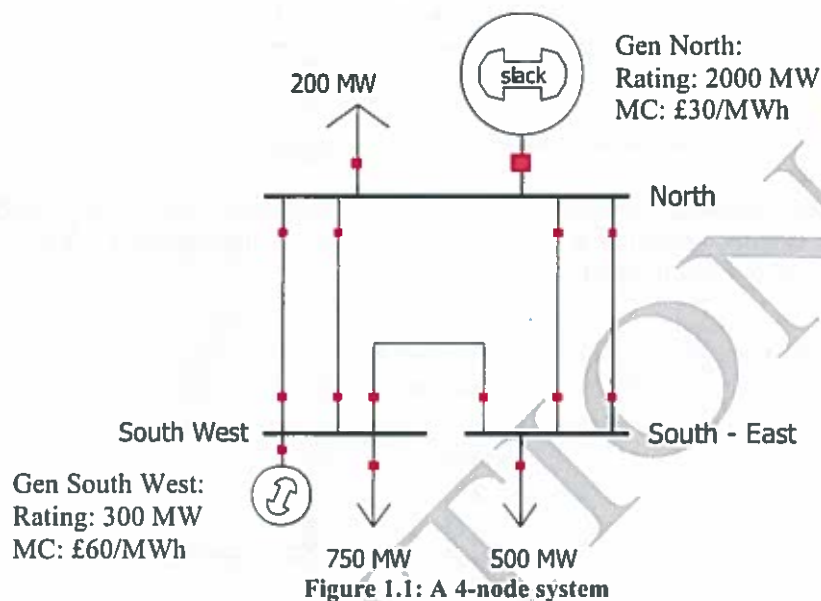 200 MW
slack
Gen North:
Rating: 2000 MW
MC: £30/MWh
North
South West
South - East
Gen South West:
Rating: 300 MW
MC: £60/MWh
750 MW
500 MW
Figure 1.1: A 4-node system